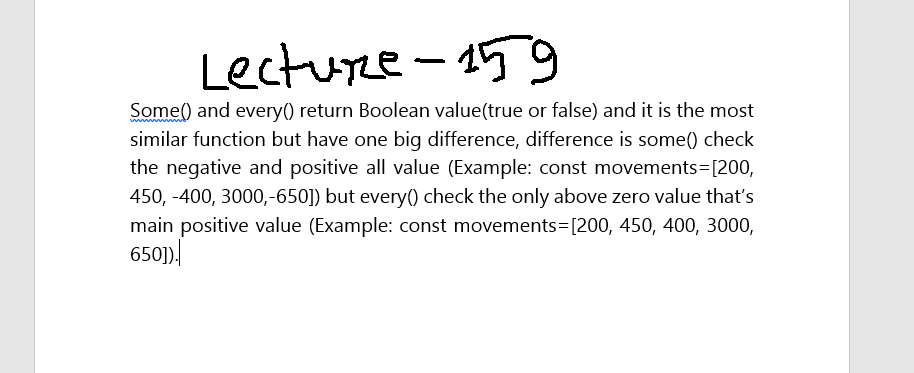 Lecture - 159
Some() and every() return Boolean value(true or false) and it is the most
similar function but have one big difference, difference is some() check
the negative and positive all value (Example: const movements=[200,
450, -400, 3000,-650]) but every() check the only above zero value that's
main positive value (Example: const movements=[200, 450, 400, 3000,
650]).